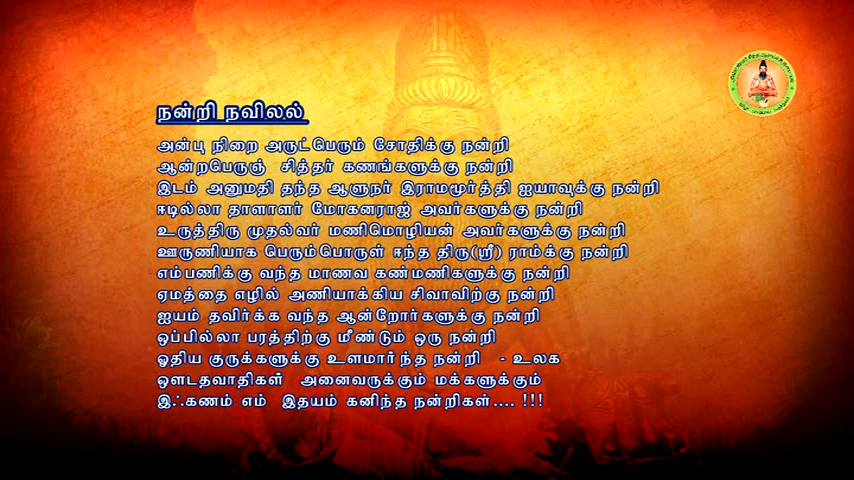 நன்றி நவிலல்
அன்பு நிறை அருட்பெரும் சோதிக்கு நன்றி
ஆன்றபெருஞ் சித்தர் கணங்களுக்கு நன்றி
இடம் அனுமதி தந்த ஆளுநர் இராமமூர்த்தி ஐயாவுக்கு நன்றி
ஈடில்லா தாளாளர் மோகனராஜ் அவர்களுக்கு நன்றி
உருத்திரு முதல்வர் மணிமொழியன் அவர்களுக்கு நன்றி
ஊருணியாக பெரும்பொருள் ஈந்த திரு(ஸ்ரீ) ராம்க்கு நன்றி
எம்பணிக்கு வந்த மாணவ கண்மணிகளுக்கு நன்றி
ஏமத்தை எழில் அணியாக்கிய சிவாவிற்கு நன்றி
ஐயம் தவிர்க்க வந்த ஆன்றோர்களுக்கு நன்றி
ஒப்பில்லா பரத்திற்கு மீண்டும் ஒரு நன்றி
ஓதிய குருக்களுக்கு உளமார்ந்த நன்றி - உலக
ஔடதவாதிகள் அனைவருக்கும் மக்களுக்கும்
இஃகணம் எம் இதயம் கனிந்த நன்றிகள்.... !!!